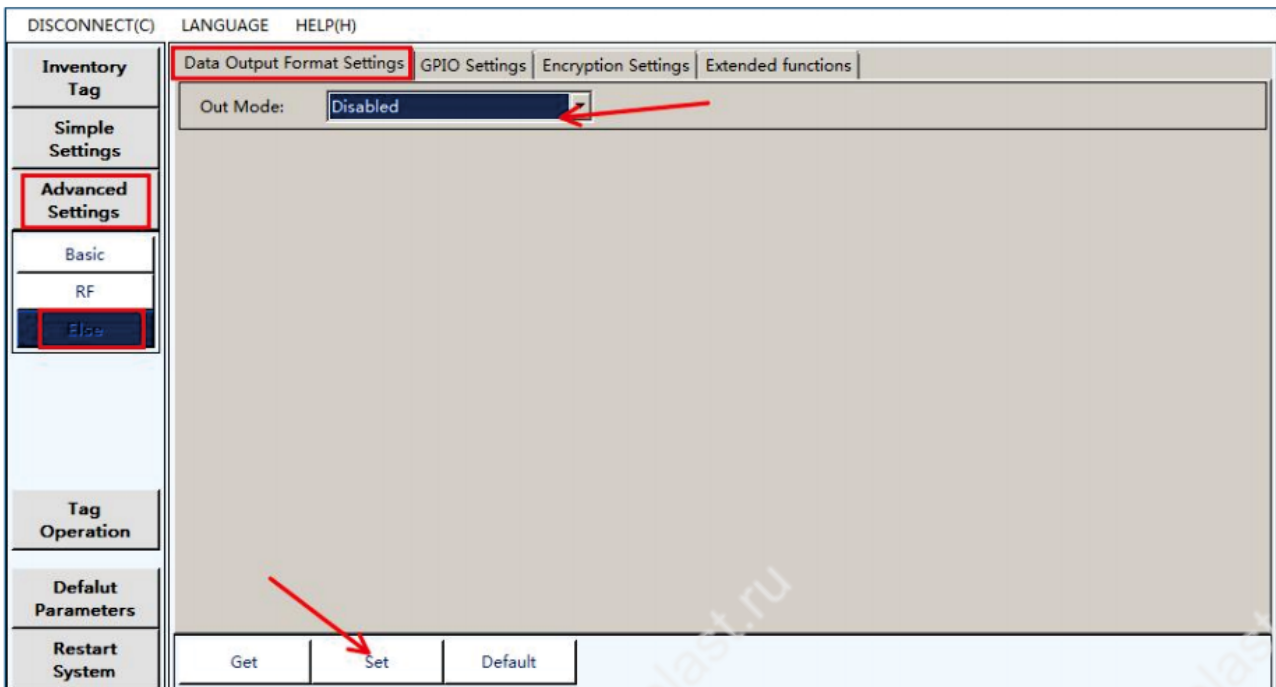 DISCONNECT(C) LANGUAGE HELP(H)
Inventory
Tag
Simple
Settings
Advanced
Settings
Basic
RF
Else
Tag
Operation
Defalut
Parameters
Restart
System
Data Output Format Settings GPIO Settings Encryption Settings Extended functions
Out Mode: Disabled
Get Set Default